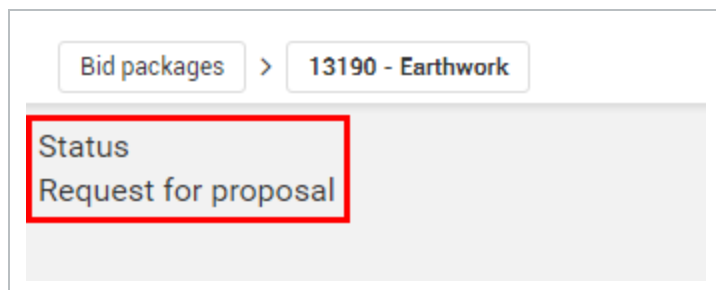 Bid packages > 13190 - Earthwork
Status
Request for proposal